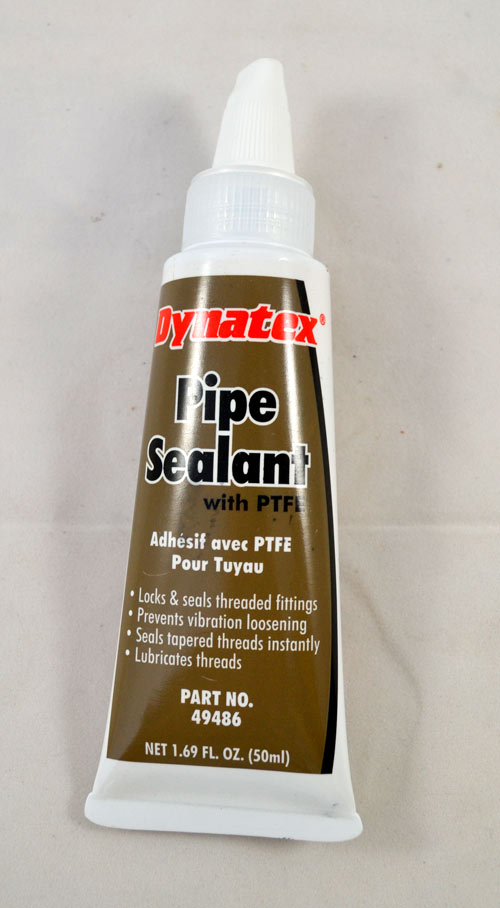 Dynatex®
Pipe
Sealant
with PTFE
Adhésif avec PTFE
Pour Tuyau
• Locks & seals threaded fittings
• Prevents vibration loosening
• Seals tapered threads instantly
• Lubricates threads
PART NO.
49486
NET 1.69 FL. OZ. (50ml)